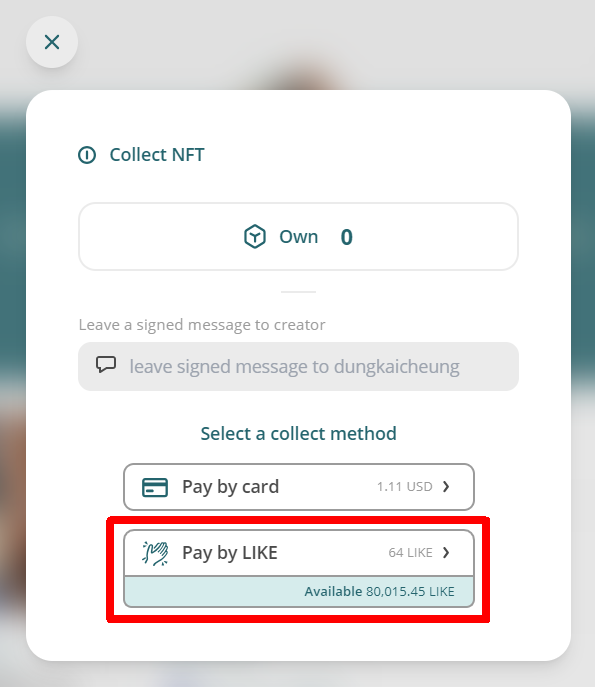 Collect NFT
Own 0
Leave a signed message to creator
leave signed message to dungkaicheung
Select a collect method
Pay by card 1.11 USD
Pay by LIKE 64 LIKE
Available 80,015.45 LIKE